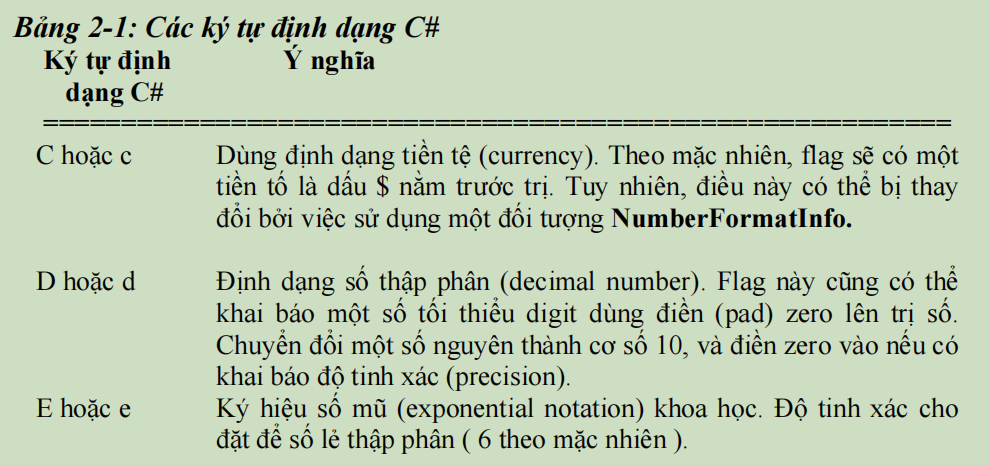 Bảng 2-1: Các ký tự định dạng C#
Ký tự định Ý nghĩa
dạng C#
==========================================================
C hoặc c Dùng định dạng tiền tệ (currency). Theo mặc nhiên, flag sẽ có một
tiền tố là dấu $ nằm trước trị. Tuy nhiên, điều này có thể bị thay
đổi bởi việc sử dụng một đối tượng NumberFormatInfo.
D hoặc d Định dạng số thập phân (decimal number). Flag này cũng có thể
khai báo một số tối thiểu digit dùng điền (pad) zero lên trị số.
Chuyển đổi một số nguyên thành cơ số 10, và điền zero vào nếu có
khai báo độ tinh xác (precision).
E hoặc e Ký hiệu số mũ (exponential notation) khoa học. Độ tinh xác cho
đặt để số lẻ thập phân ( 6 theo mặc nhiên ).